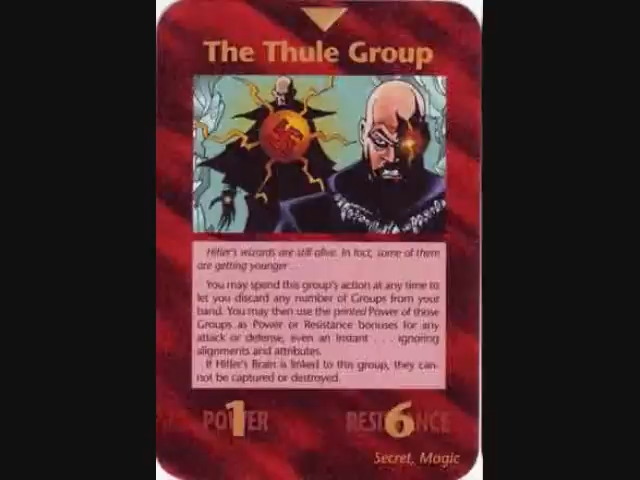 The Thule Group
Hitler's wizards are still alive. In fact, some of them
are getting younger . . .
You may spend this group's action at any time to
let you discard any number of Groups from your
hand. You may then use the printed Power of those
Groups as Power or Resistance bonuses for any
attack or defense, even an Instant . . . ignoring
alignments and attributes.
If Hitler's Brain is linked to this group, they can-
not be captured or destroyed.
POWER 1 RESISTANCE 6
Secret, Magic